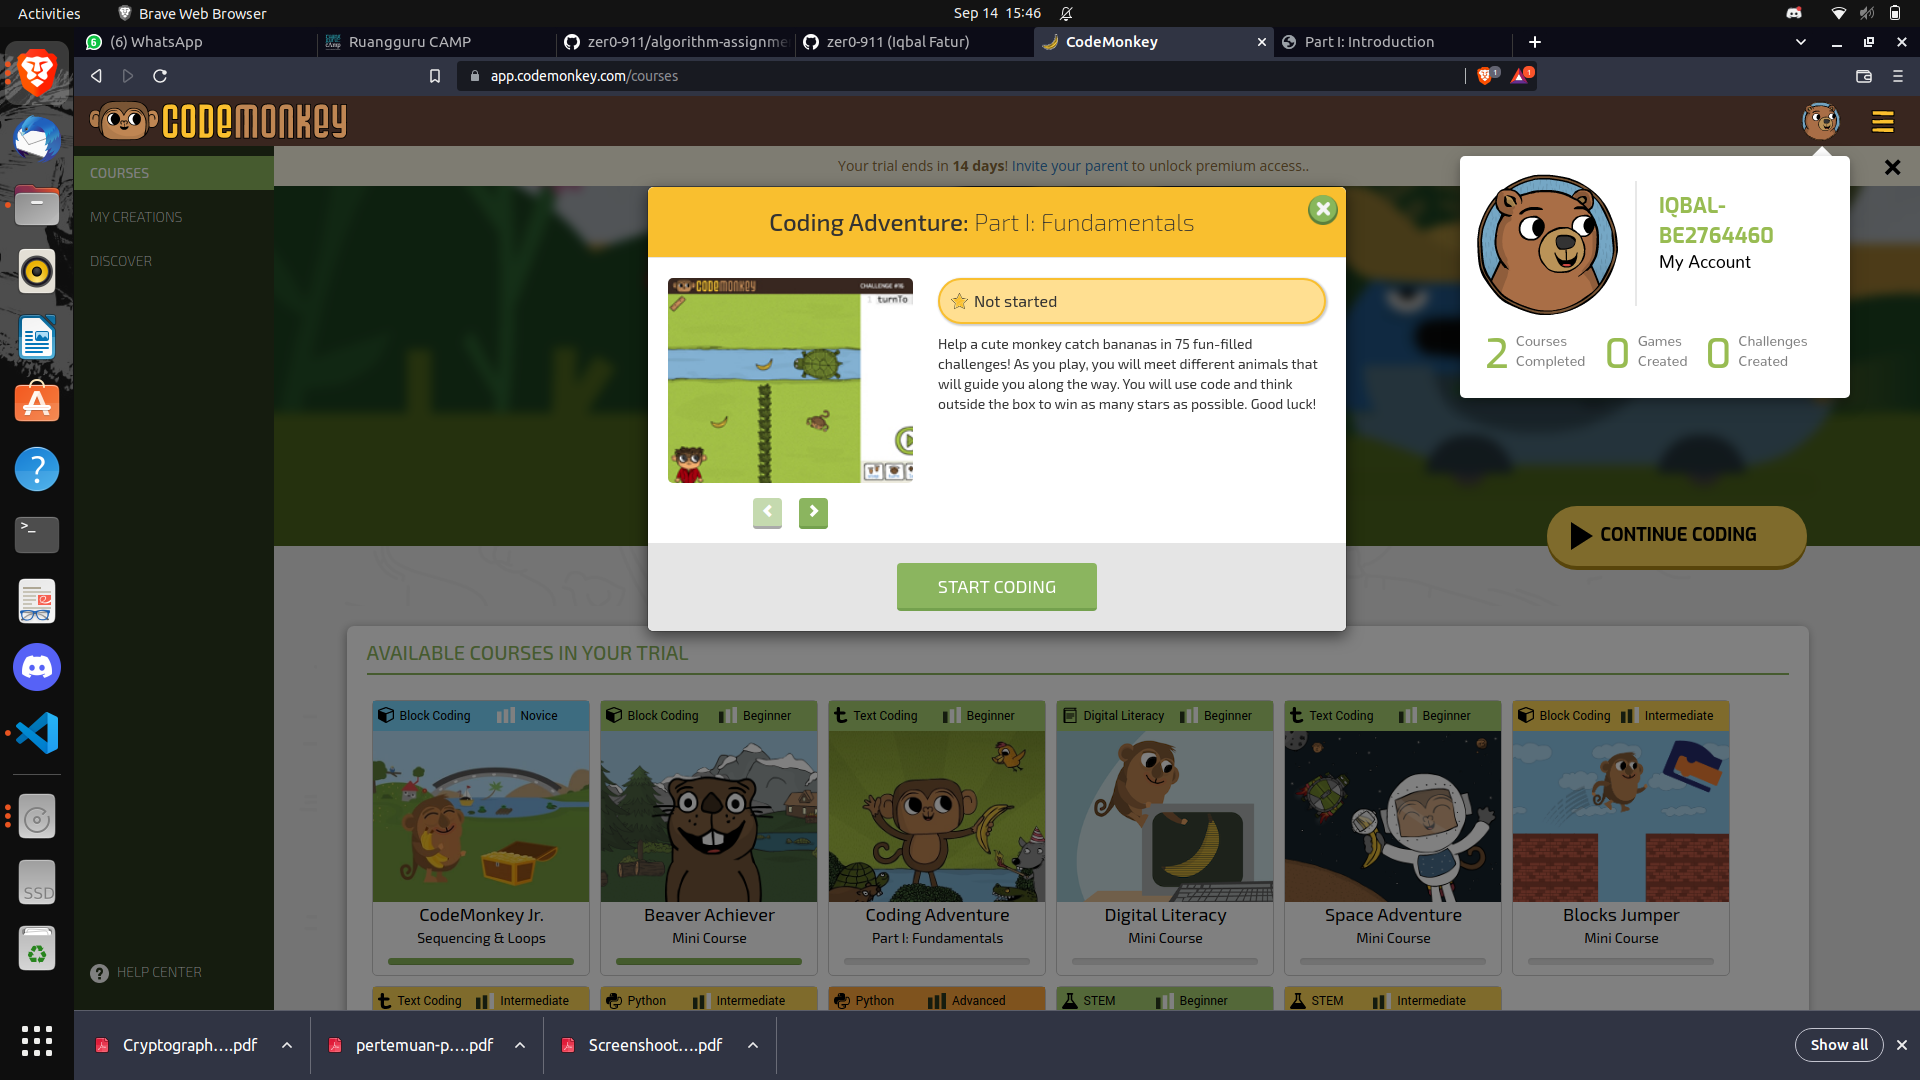 Activities
Brave Web Browser
Sep 14 15:46
(6) WhatsApp
Ruangguru CAMP
zer0-911/algorithm-assignme
zer0-911 (Iqbal Fatur)
CodeMonkey
Part I: Introduction
app.codemonkey.com/courses
1
1
CODEMONKEY
COURSES
MY CREATIONS
DISCOVER
HELP CENTER
Your trial ends in 14 days! Invite your parent to unlock premium access..
Coding Adventure: Part I: Fundamentals
CODEMONKEY
CHALLENGE #16
1 turnTo
Not started
Help a cute monkey catch bananas in 75 fun-filled
challenges! As you play, you will meet different animals that
will guide you along the way. You will use code and think
outside the box to win as many stars as possible. Good luck!
START CODING
IQBAL-
BE2764460
My Account
2 Courses Completed
0 Games Created
0 Challenges Created
CONTINUE CODING
AVAILABLE COURSES IN YOUR TRIAL
Block Coding Novice
CodeMonkey Jr.
Sequencing & Loops
Block Coding Beginner
Beaver Achiever
Mini Course
Text Coding Beginner
Coding Adventure
Part I: Fundamentals
Digital Literacy Beginner
Digital Literacy
Mini Course
Text Coding Beginner
Space Adventure
Mini Course
Block Coding Intermediate
Blocks Jumper
Mini Course
Text Coding Intermediate
Python Intermediate
Python Advanced
STEM Beginner
STEM Intermediate
SSD
Cryptograph....pdf
pertemuan-p....pdf
Screenshoot....pdf
Show all